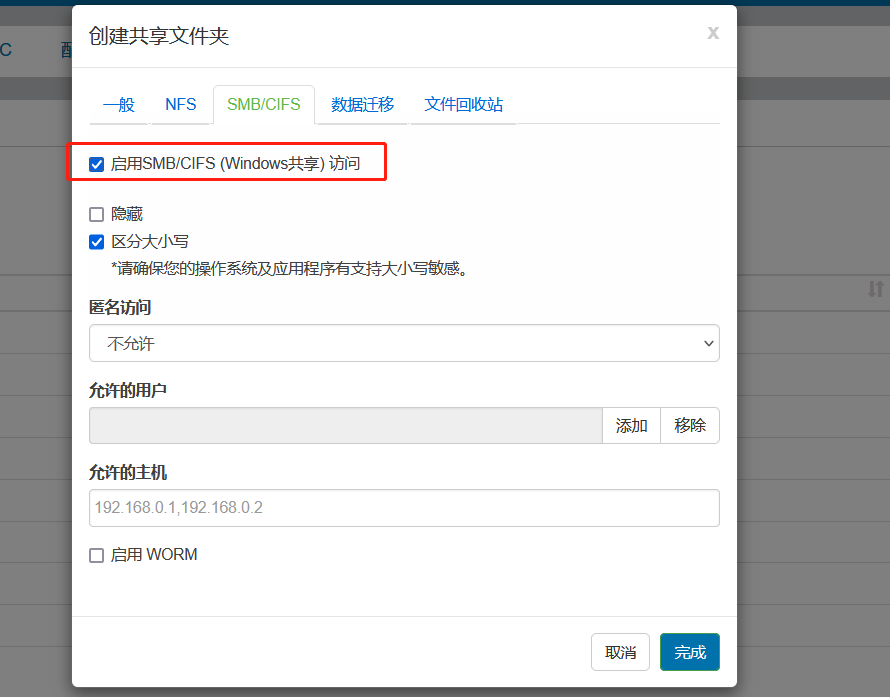 创建共享文件夹
x
C
一般 NFS SMB/CIFS 数据迁移 文件回收站
启用SMB/CIFS (Windows共享) 访问
隐藏
区分大小写
*请确保您的操作系统及应用程序有支持大小写敏感。
匿名访问
不允许
允许的用户
添加 移除
允许的主机
192.168.0.1,192.168.0.2
启用 WORM
取消 完成